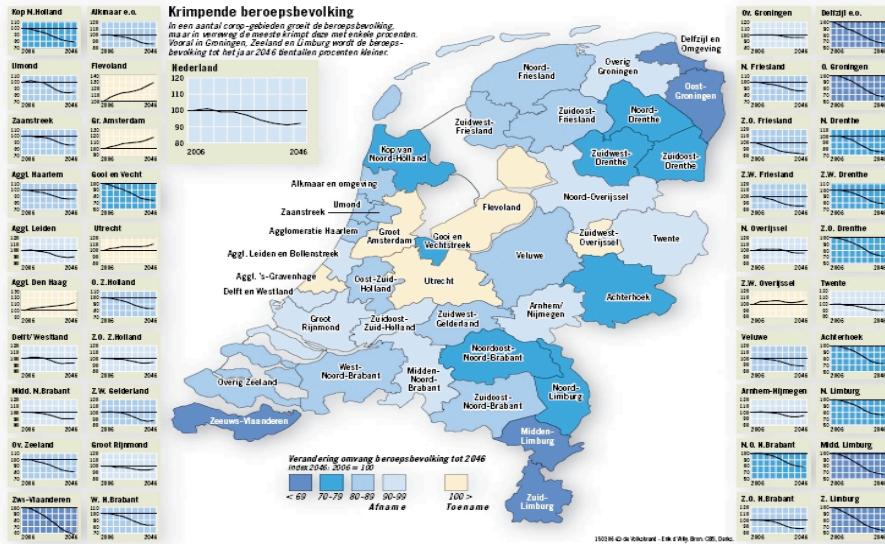 Krimpende beroepsbevolking
In een aantal corop-gebieden groeit de beroepsbevolking,
maar in verreweg de meeste krimpt deze met enkele procenten.
Vooral in Groningen, Zeeland en Limburg wordt de beroeps-
bevolking tot het jaar 2046 tientallen procenten kleiner.
Nederland
120
110
100
90
80
2006
2046
Kop N.Holland
Alkmaar e.o.
IJmond
Flevoland
Zaanstreek
Gr. Amsterdam
Aggl. Haarlem
Gooi en Vecht
Aggl. Leiden
Utrecht
Aggl. Den Haag
O. Z.Holland
Delft/Westland
Z.O. Z.Holland
Midd. N.Brabant
Z.W. Gelderland
Ov. Zeeland
Groot Rijnmond
Zws-Vlaanderen
W. N.Brabant
Delfzijl en
Omgeving
Noord-
Friesland
Overig
Groningen
Oost-
Groningen
Zuidwest-
Friesland
Zuidoost-
Friesland
Noord-
Drenthe
Kop van
Noord-Holland
Zuidwest-
Drenthe
Zuidoost-
Drenthe
Alkmaar en omgeving
IJmond
Zaanstreek
Agglomeratie Haarlem
Aggl. Leiden en Bollenstreek
Aggl. 's-Gravenhage
Delft en Westland
Noord-Overijssel
Flevoland
Groot
Amsterdam
Gooi en
Vechtstreek
Zuidwest-
Overijssel
Twente
Veluwe
Oost-Zuid-
Holland
Utrecht
Achterhoek
Groot
Rijnmond
Zuidoost-
Zuid-Holland
Zuidwest-
Gelderland
Arnhem/
Nijmegen
Noordoost-
Noord-Brabant
West-
Noord-Brabant
Midden-
Noord-
Brabant
Overig Zeeland
Zuidoost-
Noord-Brabant
Noord-
Limburg
Zeeuws-Vlaanderen
Midden-
Limburg
Zuid-
Limburg
Verandering omvang beroepsbevolking tot 2046
Index 2046: 2006 = 100
< 69
70-79
80-89
90-99
100 >
Afname
Toename
Ov. Groningen
Delfzijl e.o.
N. Friesland
O. Groningen
Z.O. Friesland
N. Drenthe
Z.W. Friesland
Z.W. Drenthe
N. Overijssel
Z.O. Drenthe
Z.W. Overijssel
Twente
Veluwe
Achterhoek
Arnhem-Nijmegen
N. Limburg
N.O. N.Brabant
Midd. Limburg
Z.O. N.Brabant
Z. Limburg